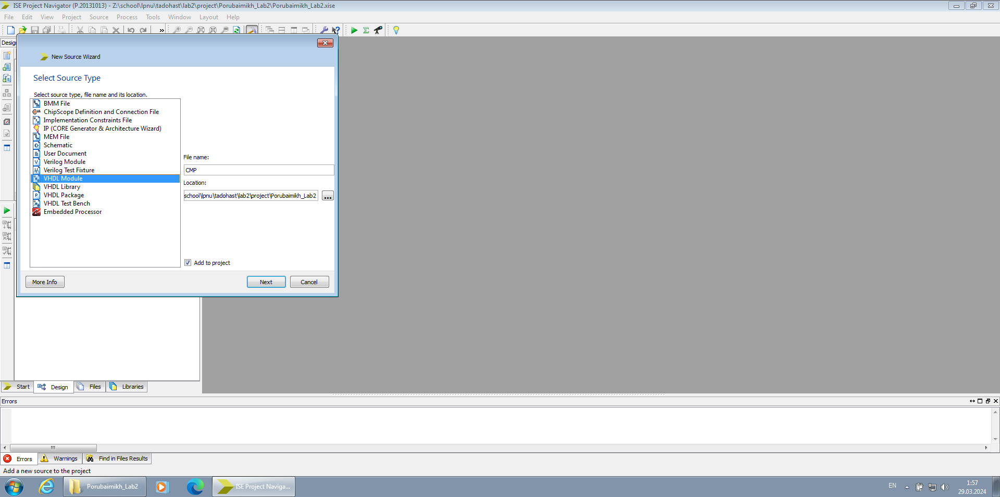 ISE Project Navigator (P.20131013) - Z:\school\lpnu\tadohast\lab2\project\Porubaimikh_Lab2\Porubaimikh_Lab2.xise
File Edit View Project Source Process Tools Window Layout Help
New Source Wizard
Select Source Type
Select source type, file name and its location.
BMM File
ChipScope Definition and Connection File
Implementation Constraints File
IP (CORE Generator & Architecture Wizard)
MEM File
Schematic
User Document
Verilog Module
Verilog Test Fixture
VHDL Module
VHDL Library
VHDL Package
VHDL Test Bench
Embedded Processor
File name:
CMP
Location:
school\lpnu\tadohast\lab2\project\Porubaimikh_Lab2
...
Add to project
More Info
Next
Cancel
Start Design Files Libraries
Errors
Errors Warnings Find in Files Results
Add a new source to the project
Porubaimikh_Lab2
ISE Project Naviga...
EN
1:57
29.03.2024